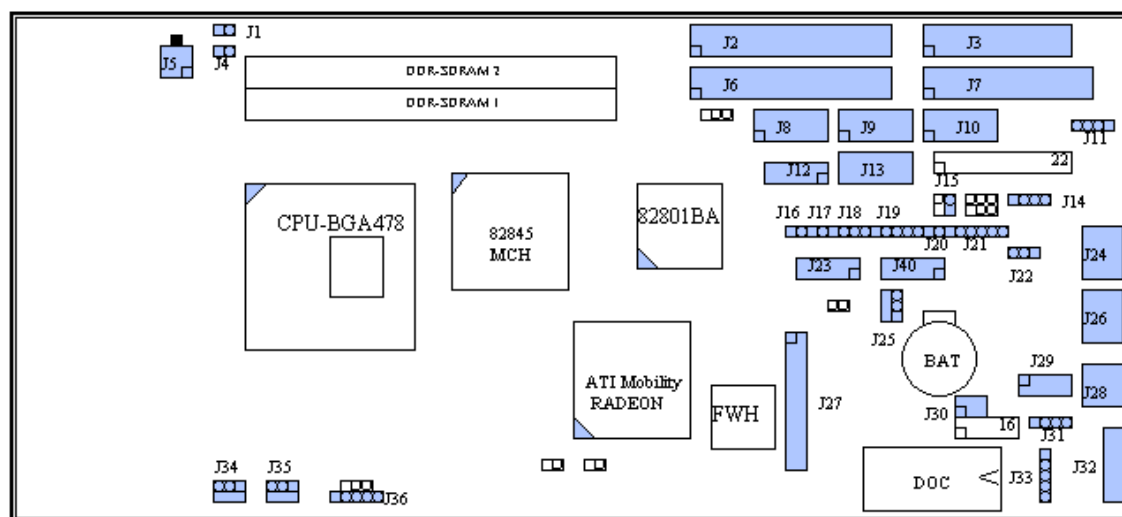 J1
J2
J3
J5
J4
DDR-SDRAM 2
J6
J7
DDR-SDRAM 1
J8
J9
J10
J11
J12
J13
22
J15
J14
CPU-BGA478
82801BA
J16
J17
J18
J19
82845
MCH
J20
J21
J22
J24
J23
J40
J26
J25
BAT
J29
ATI Mobility
RADEON
J28
J27
FWH
J30
16
J31
J34
J35
J33
J32
DOC
J36